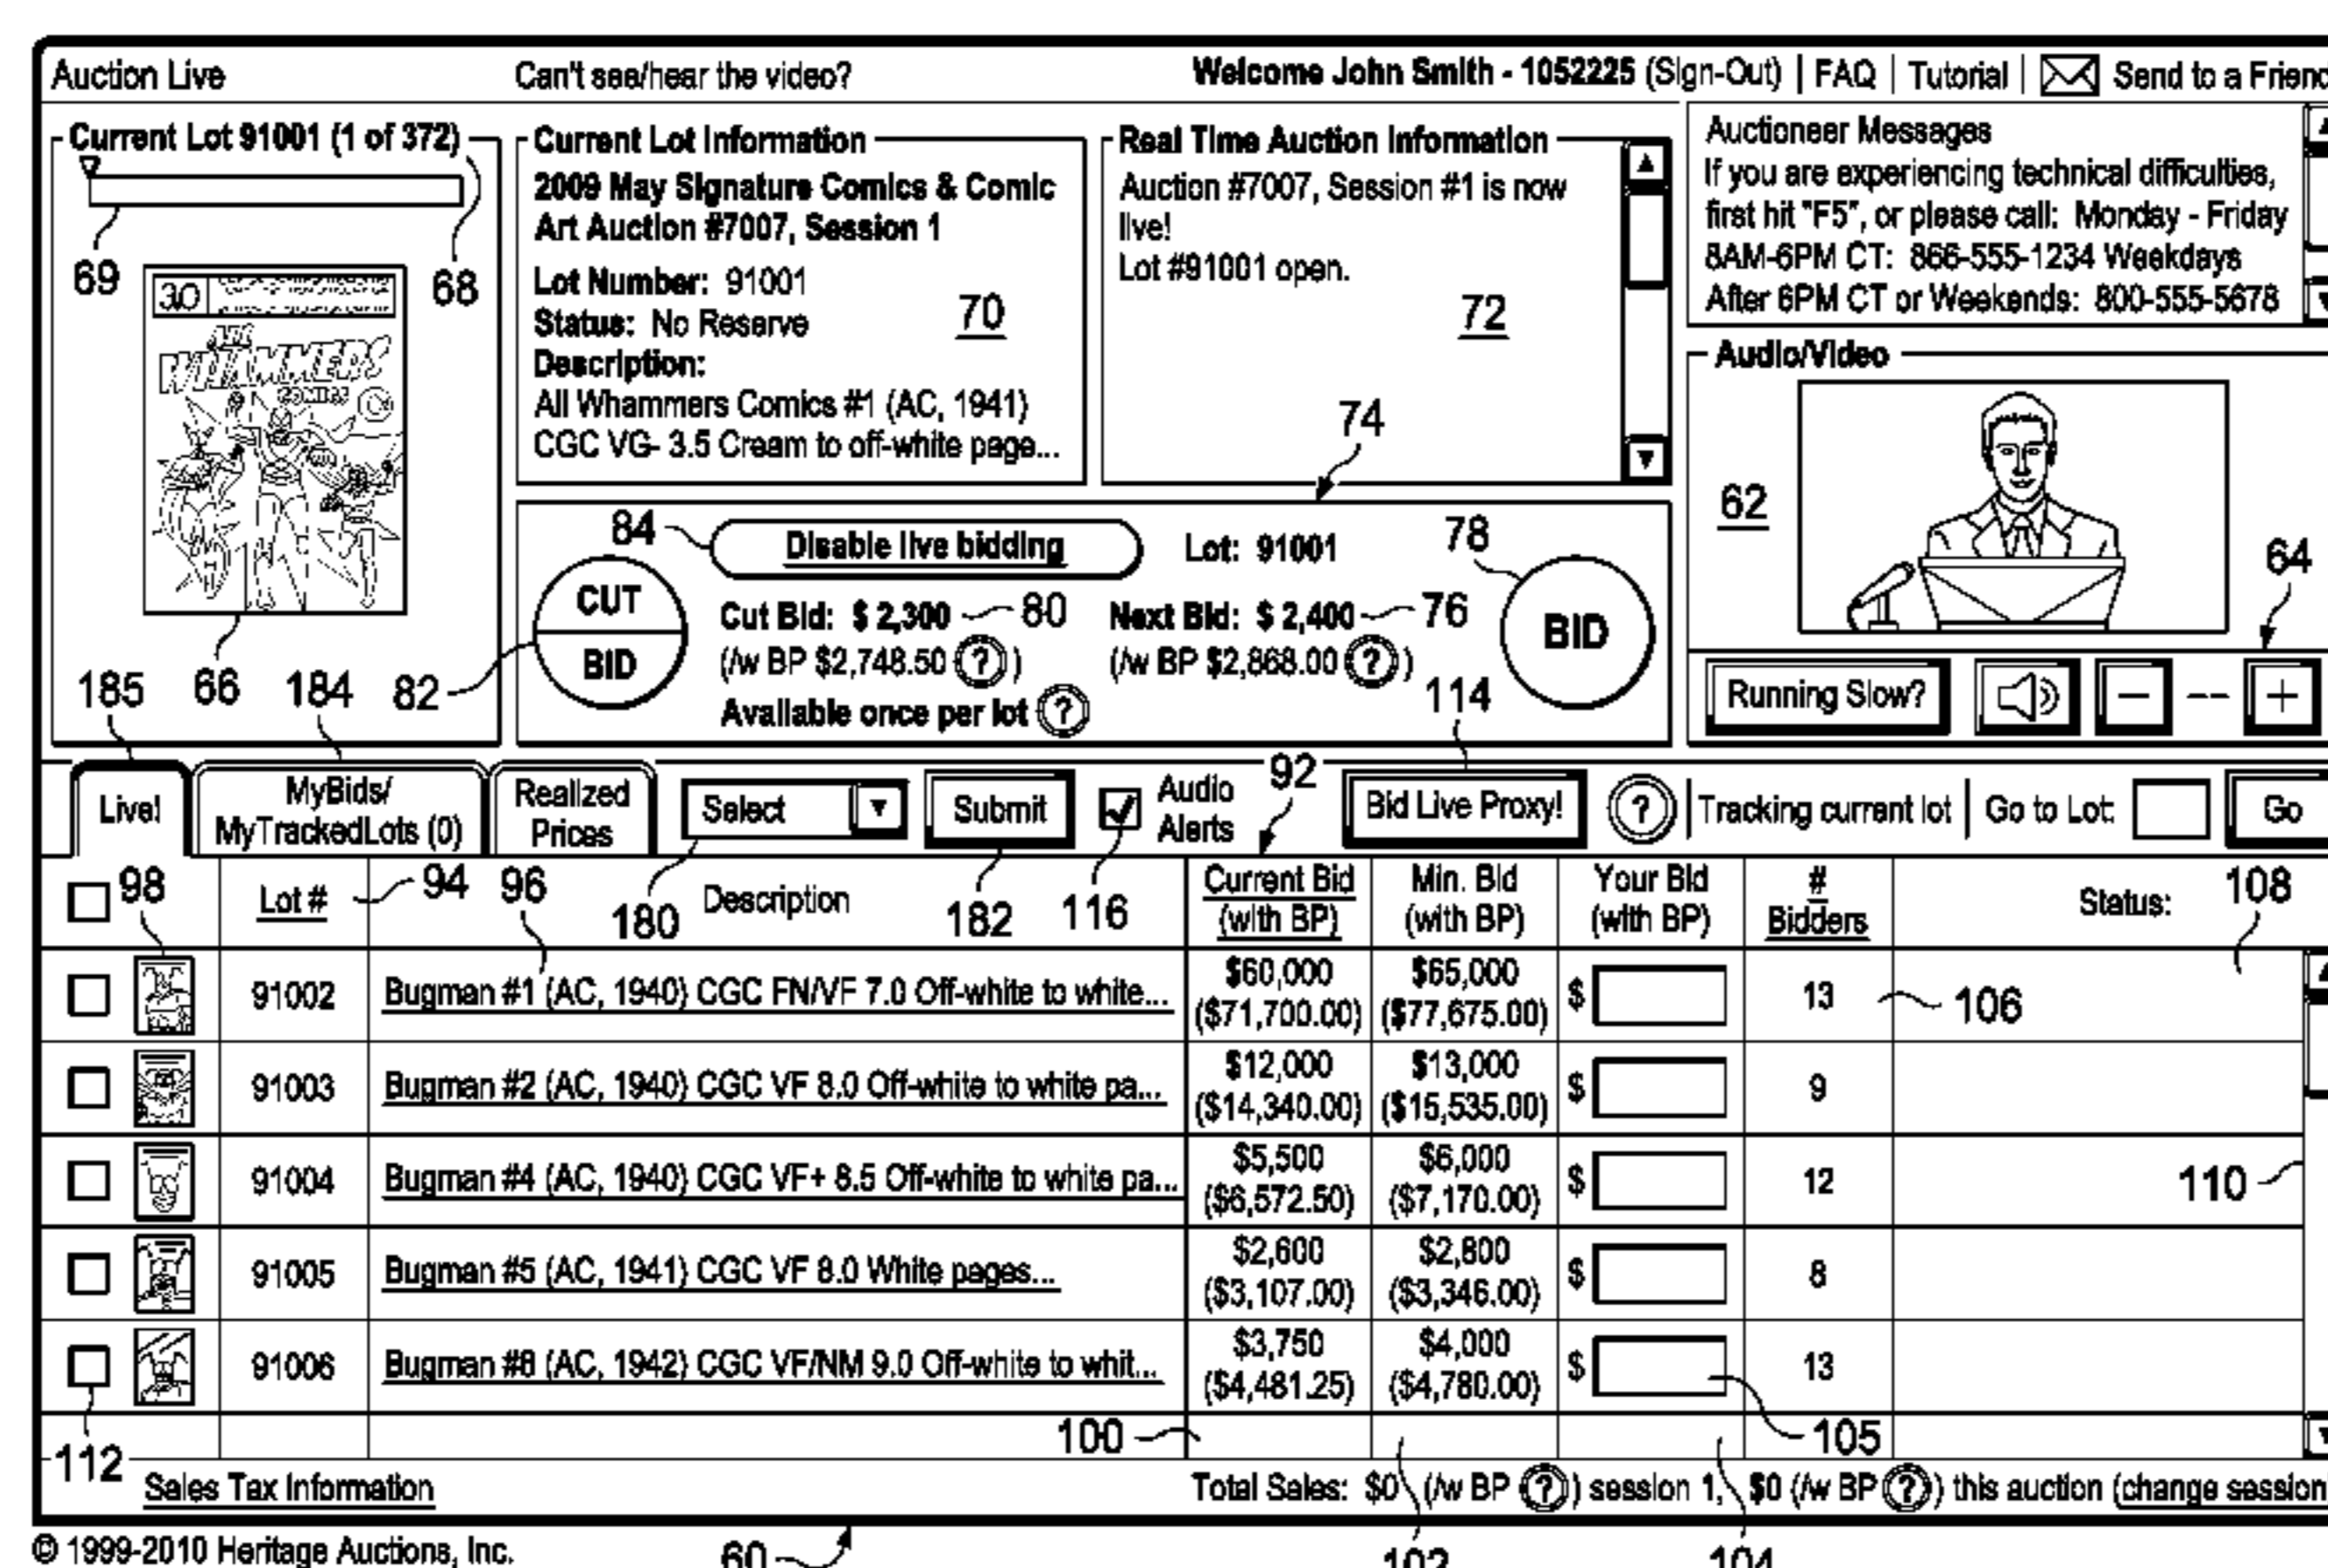 Auction Live
Can't see/hear the video?
Welcome John Smith - 1052225 (Sign-Out) | FAQ | Tutorial | Send to a Friend
Current Lot 91001 (1 of 372)
69
68
30
WHAMMERS
COMICS
66
Current Lot Information
2009 May Signature Comics & Comic
Art Auction #7007, Session 1
Lot Number: 91001
Status: No Reserve
70
Description:
All Whammers Comics #1 (AC, 1941)
CGC VG- 3.5 Cream to off-white page...
Real Time Auction Information
Auction #7007, Session #1 is now
live!
Lot #91001 open.
72
74
Auctioneer Messages
If you are experiencing technical difficulties,
first hit "F5", or please call: Monday - Friday
8AM-6PM CT: 866-555-1234 Weekdays
After 6PM CT or Weekends: 800-555-5678
Audio/Video
62
64
Running Slow?
− -- +
84
Disable live bidding
Lot: 91001
78
CUT
BID
82
Cut Bid: $ 2,300
80
(/w BP $2,748.50 ?)
Available once per lot ?
Next Bid: $ 2,400
76
(/w BP $2,868.00 ?)
BID
114
185
184
Live!
MyBids/
MyTrackedLots (0)
Realized
Prices
Select
Submit
Audio
Alerts
92
Bid Live Proxy!
? | Tracking current lot | Go to Lot:
Go
98
Lot #
94
96
180
Description
182
116
Current Bid
(with BP)
Min. Bid
(with BP)
Your Bid
(with BP)
#
Bidders
Status:
108
91002
Bugman #1 (AC, 1940) CGC FN/VF 7.0 Off-white to white...
$60,000
($71,700.00)
$65,000
($77,675.00)
$
13
106
91003
Bugman #2 (AC, 1940) CGC VF 8.0 Off-white to white pa...
$12,000
($14,340.00)
$13,000
($15,535.00)
$
9
91004
Bugman #4 (AC, 1940) CGC VF+ 8.5 Off-white to white pa...
$5,500
($6,572.50)
$6,000
($7,170.00)
$
12
110
91005
Bugman #5 (AC, 1941) CGC VF 8.0 White pages...
$2,600
($3,107.00)
$2,800
($3,346.00)
$
8
91006
Bugman #8 (AC, 1942) CGC VF/NM 9.0 Off-white to whit...
$3,750
($4,481.25)
$4,000
($4,780.00)
$
13
100
105
112
Sales Tax Information
Total Sales: $0 (/w BP ?) session 1, $0 (/w BP ?) this auction (change session
© 1999-2010 Heritage Auctions, Inc.
60
102
104